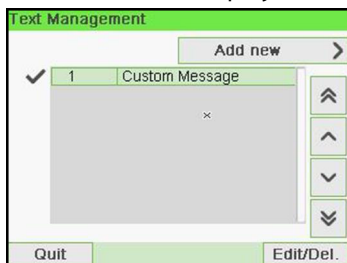 Text Management
Add new
1 Custom Message
Quit
Edit/Del.